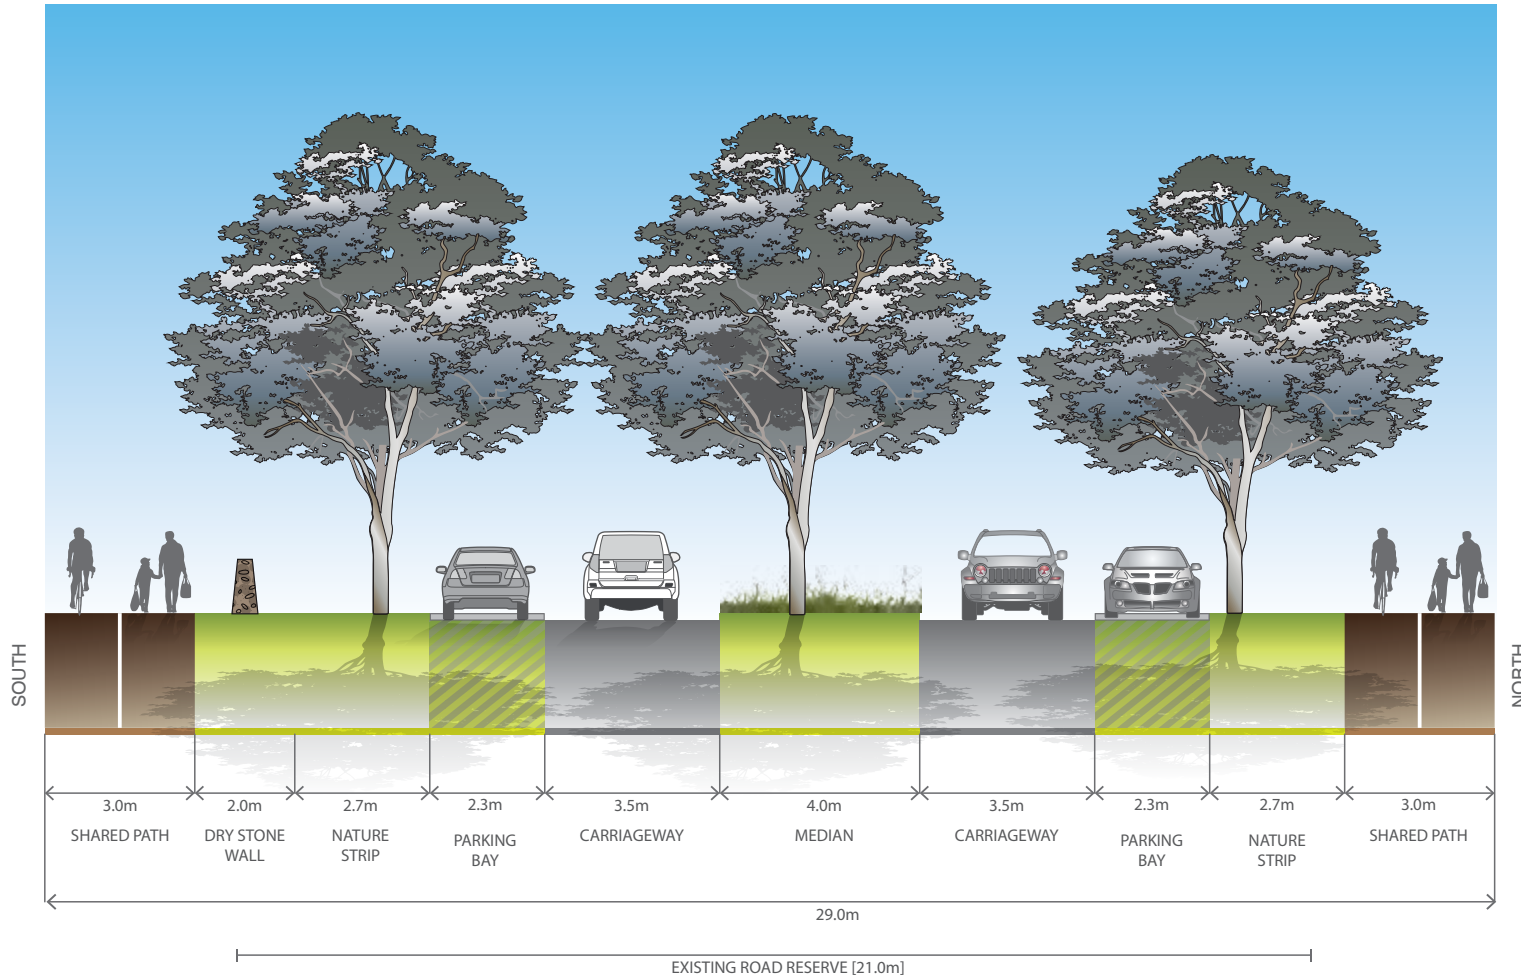 SOUTH
NORTH
3.0m
2.0m
2.7m
2.3m
3.5m
4.0m
3.5m
2.3m
2.7m
3.0m
SHARED PATH
DRY STONE
WALL
NATURE
STRIP
PARKING
BAY
CARRIAGEWAY
MEDIAN
CARRIAGEWAY
PARKING
BAY
NATURE
STRIP
SHARED PATH
29.0m
EXISTING ROAD RESERVE [21.0m]